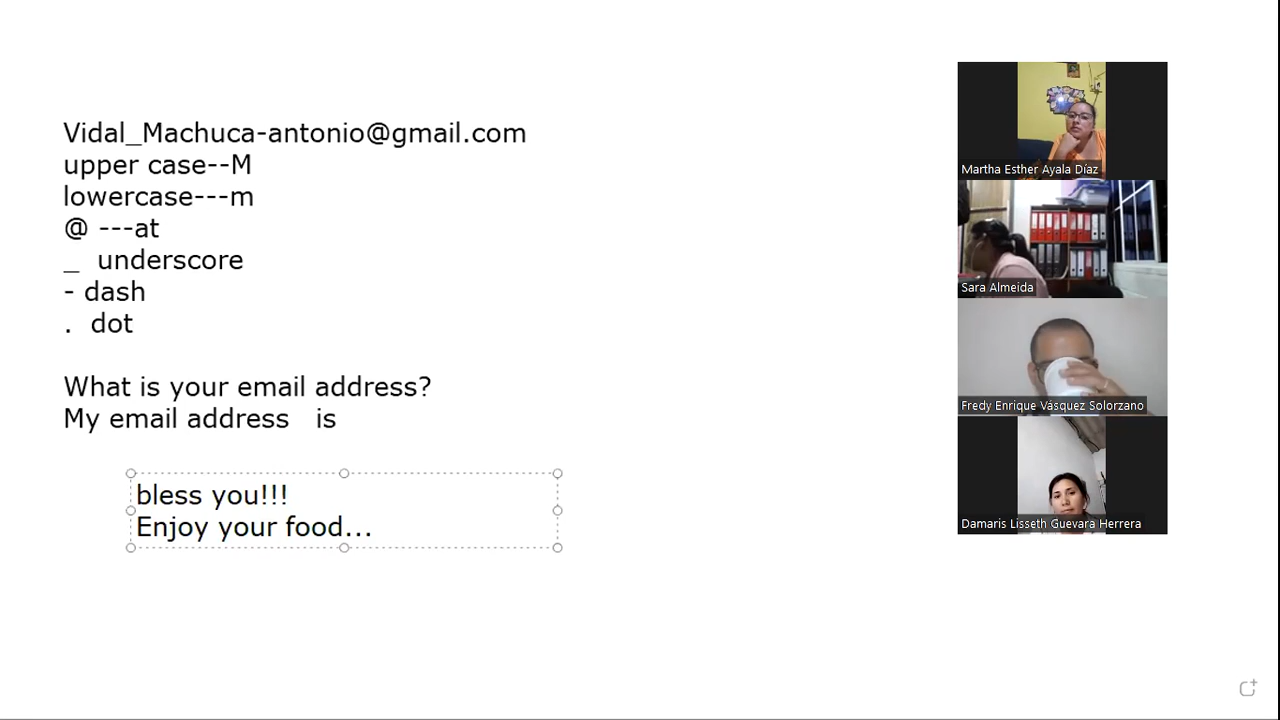 Vidal_Machuca-antonio@gmail.com
upper case--M
lowercase---m
@ ---at
_  underscore
- dash
.  dot
What is your email address?
My email address   is
bless you!!!
Enjoy your food...
Martha Esther Ayala Díaz
Sara Almeida
Fredy Enrique Vásquez Solorzano
Damaris Lisseth Guevara Herrera